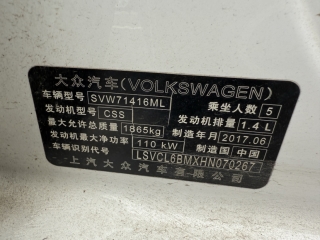 大众汽车(VOLKSWAGEN)
车辆型号 SVW71416ML 乘坐人数 5
发动机型号 CSS 发动机排量 1.4 L
最大允许总质量 1865kg 制造年月 2017.06
发动机最大净功率 110 kW 制造国 中国
车辆识别代号 LSVCL6BMXHN070267
上汽大众汽车有限公司